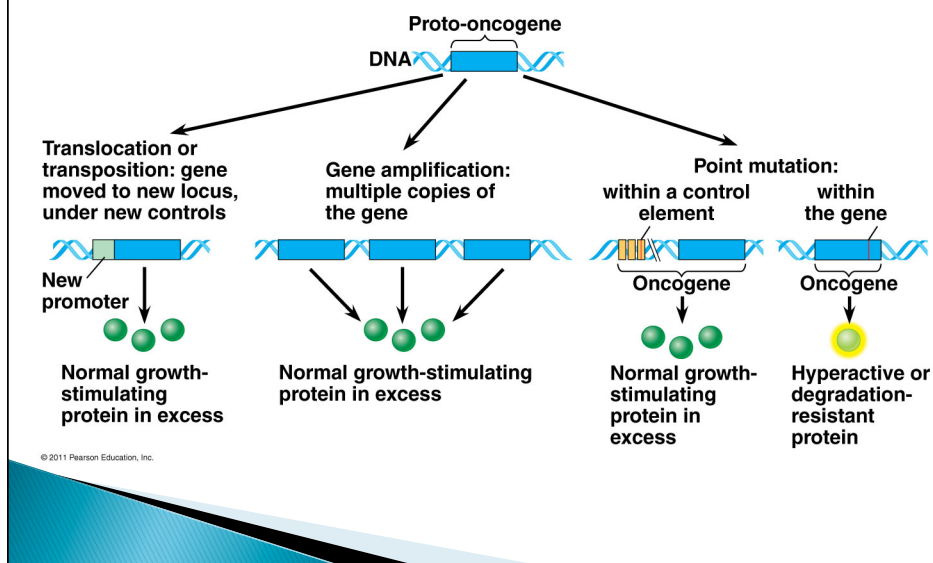 Proto-oncogene
DNA
Translocation or
transposition: gene
moved to new locus,
under new controls
New
promoter
Normal growth-
stimulating
protein in excess
Gene amplification:
multiple copies of
the gene
Normal growth-stimulating
protein in excess
Point mutation:
within a control
element
Oncogene
Normal growth-
stimulating
protein in
excess
within
the gene
Oncogene
Hyperactive or
degradation-
resistant
protein
© 2011 Pearson Education, Inc.